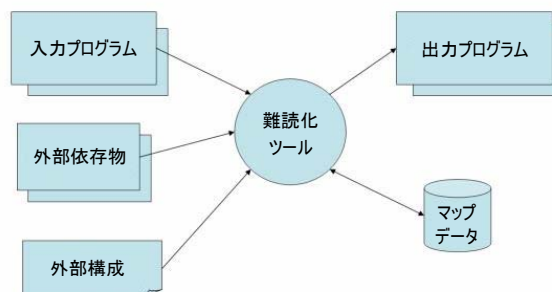 入力プログラム
出力プログラム
難読化
ツール
外部依存物
マップ
データ
外部構成